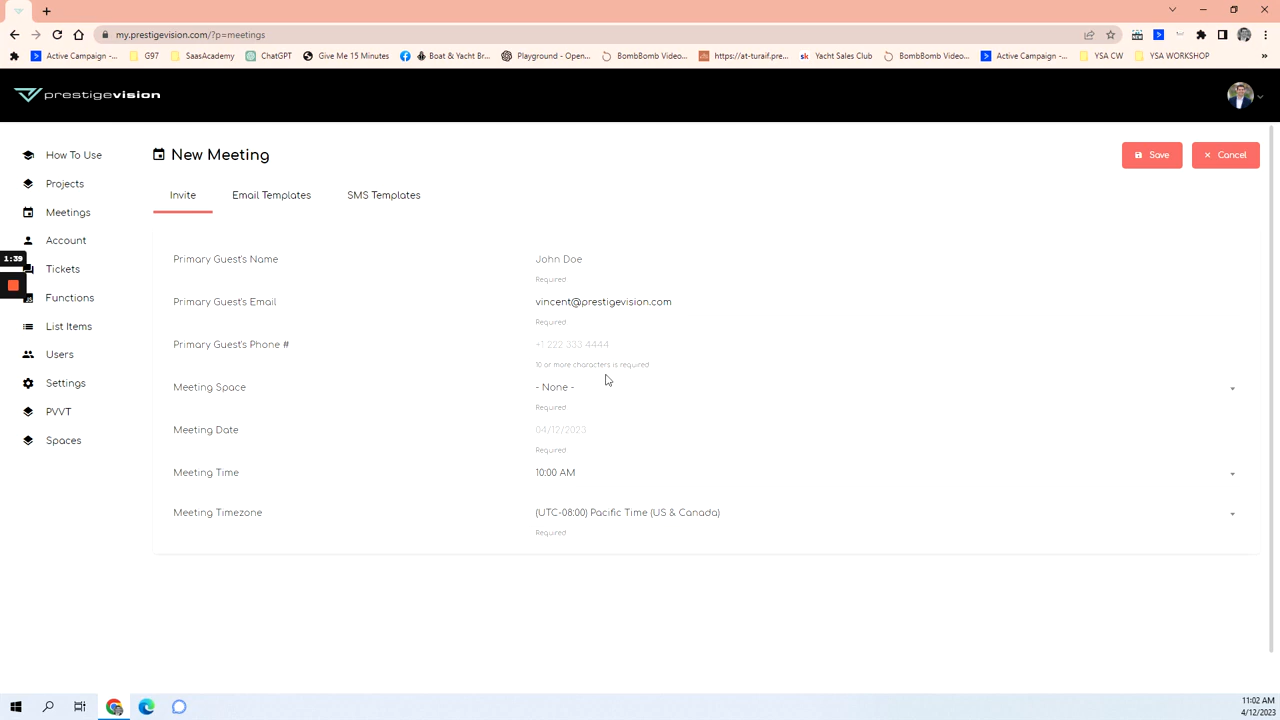 my.prestigevision.com/?p=meetings
Active Campaign -... G97 SaasAcademy ChatGPT Give Me 15 Minutes Boat & Yacht Br... Playground - Open... BombBomb Video... https://at-turaif.pre... Yacht Sales Club BombBomb Video... Active Campaign -... YSA CW YSA WORKSHOP »
prestigevision
How To Use
Projects
Meetings
Account
1:39
Tickets
Functions
List Items
Users
Settings
PVVT
Spaces
New Meeting
Save
Cancel
Invite Email Templates SMS Templates
Primary Guest's Name John Doe
Required
Primary Guest's Email vincent@prestigevision.com
Required
Primary Guest's Phone # +1 222 333 4444
10 or more characters is required
Meeting Space - None -
Required
Meeting Date 04/12/2023
Required
Meeting Time 10:00 AM
Meeting Timezone (UTC-08:00) Pacific Time (US & Canada)
Required
11:02 AM
4/12/2023